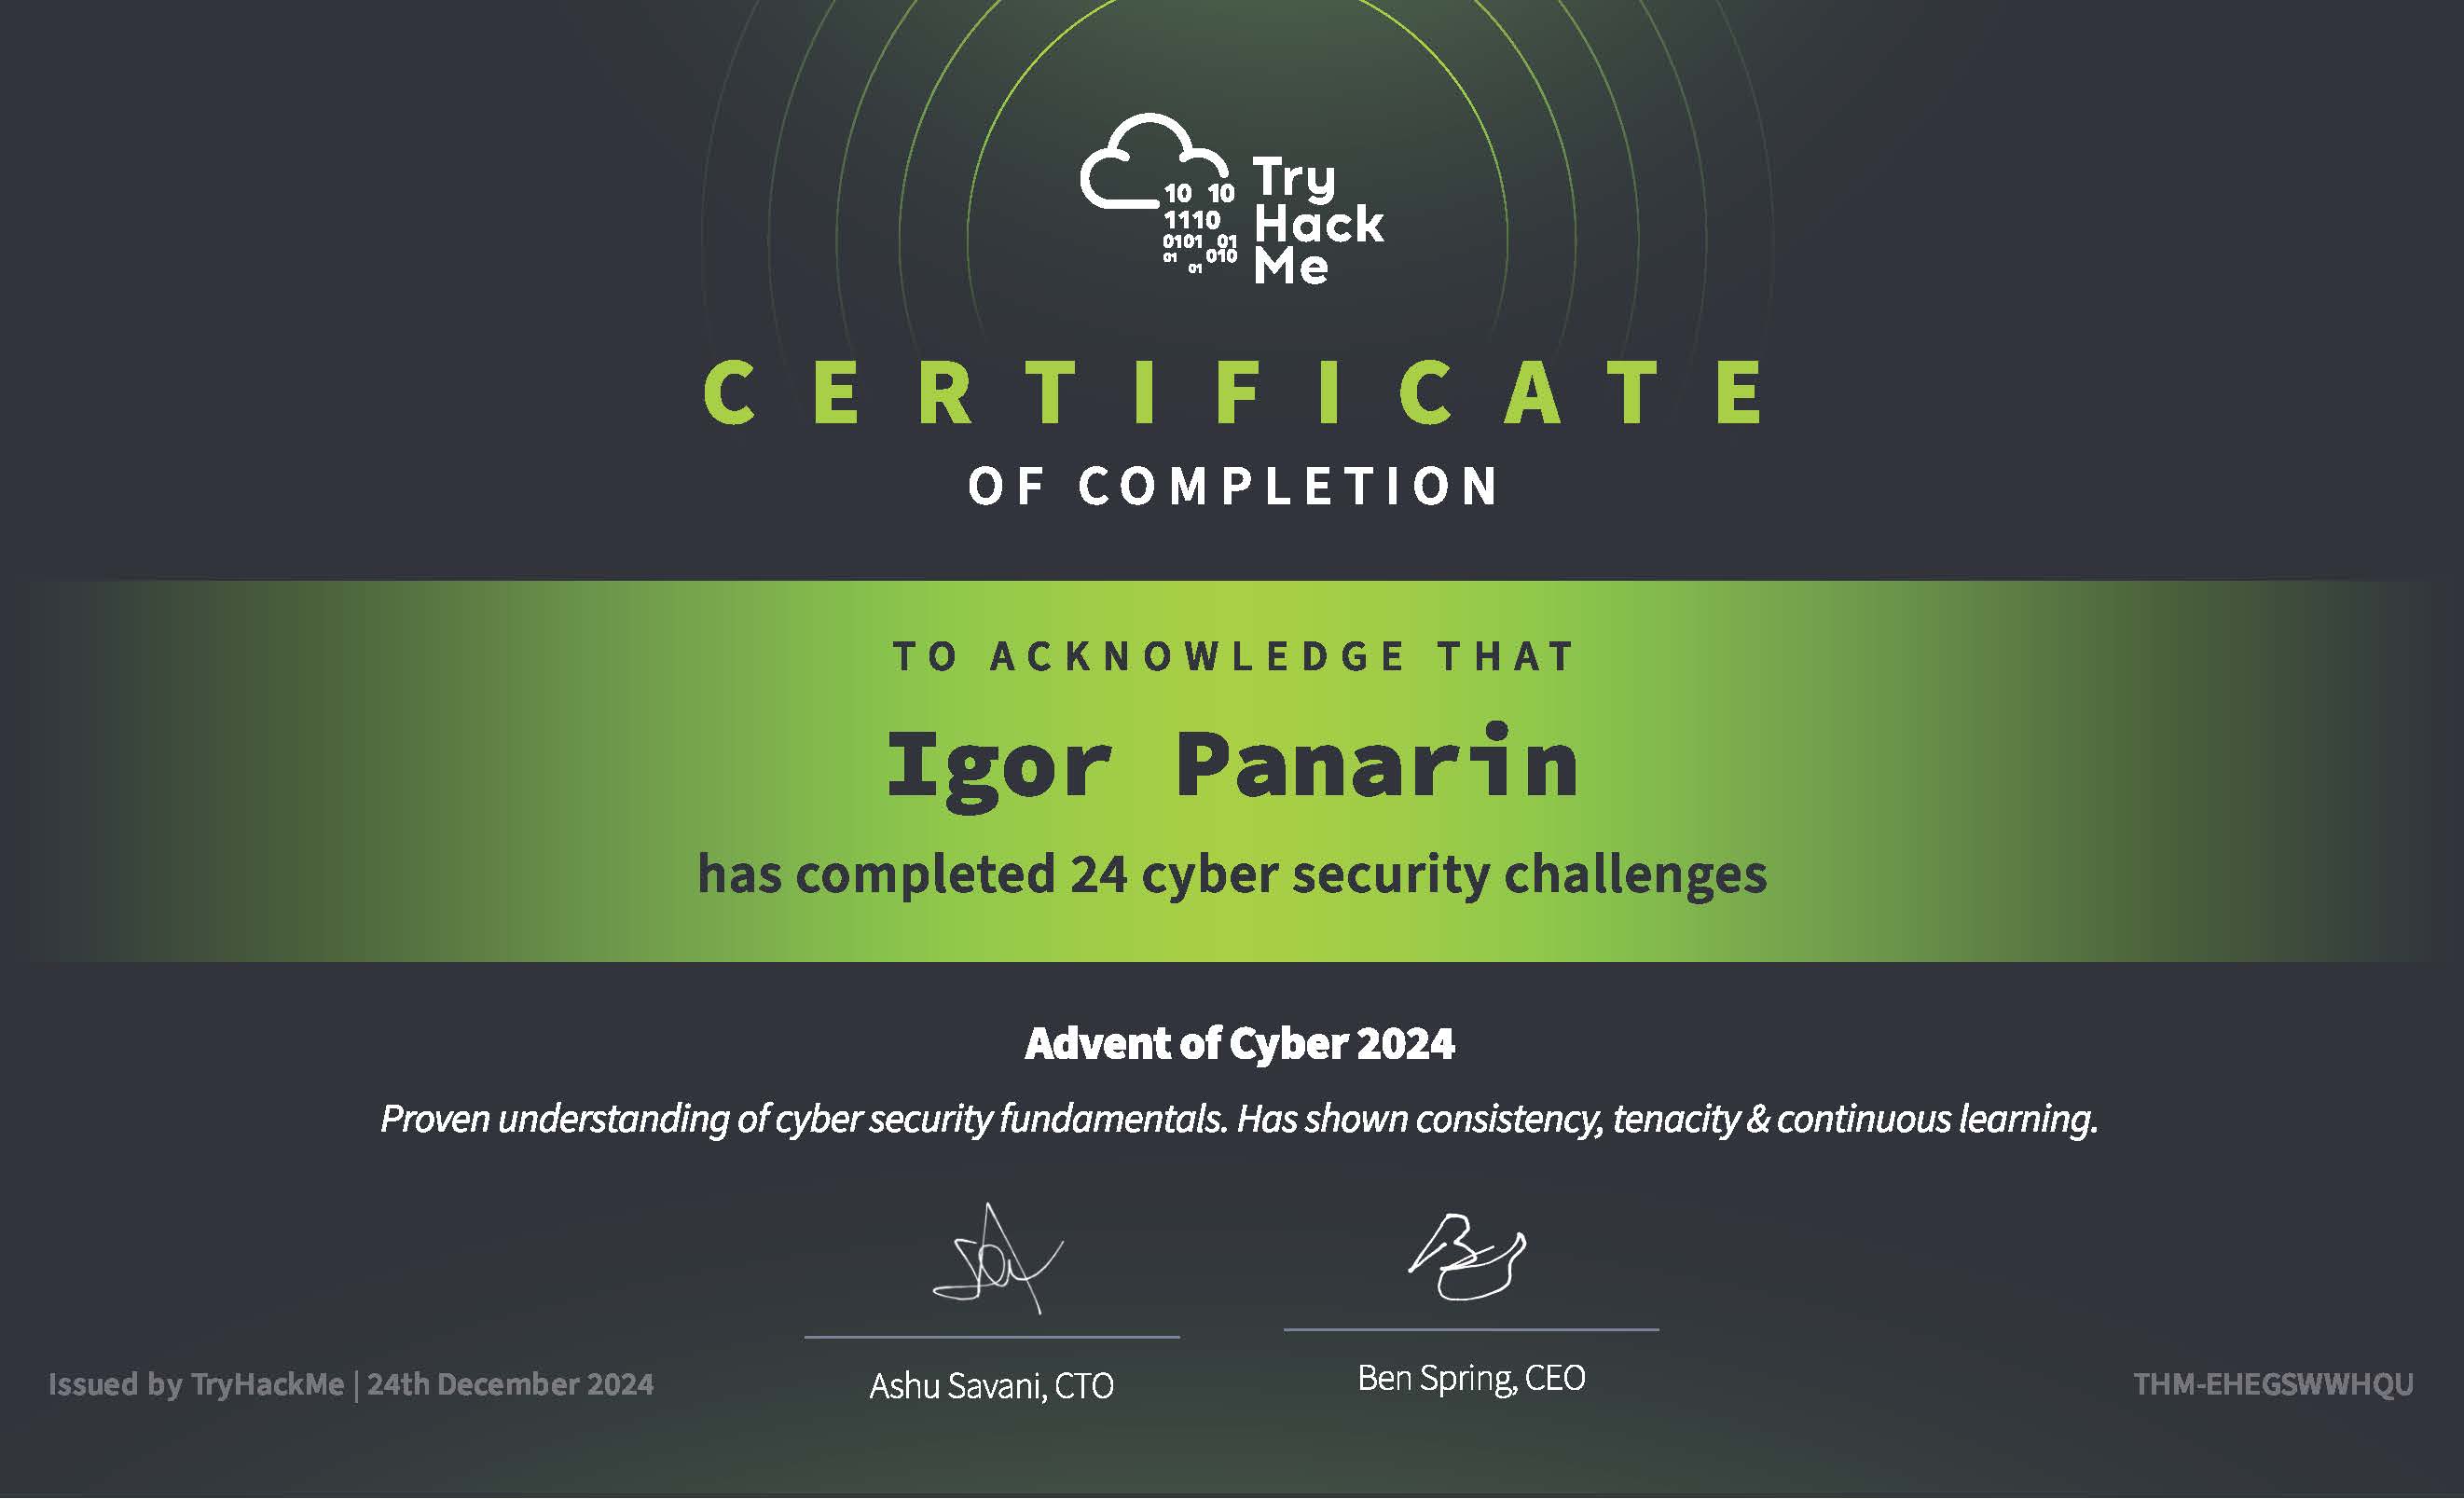 10 10
1110
0101 01
01 010
01
Try
Hack
Me
CERTIFICATE
OF COMPLETION
TO ACKNOWLEDGE THAT
Igor Panarin
has completed 24 cyber security challenges
Advent of Cyber 2024
Proven understanding of cyber security fundamentals. Has shown consistency, tenacity & continuous learning.
Issued by TryHackMe | 24th December 2024
Ashu Savani, CTO
Ben Spring, CEO
THM-EHEGSWWHQU